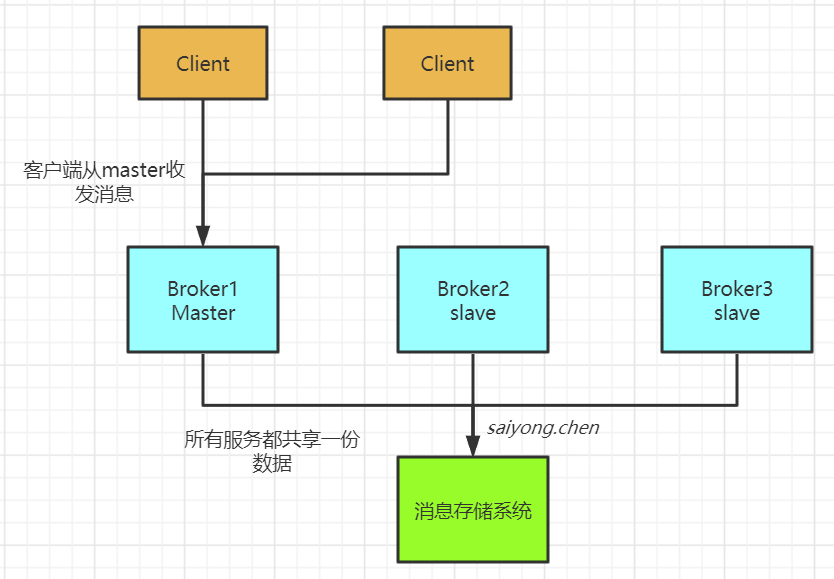 Client
Client
客户端从master收
发消息
Broker1
Master
Broker2
slave
Broker3
slave
saiyong.chen
所有服务都共享一份
数据
消息存储系统